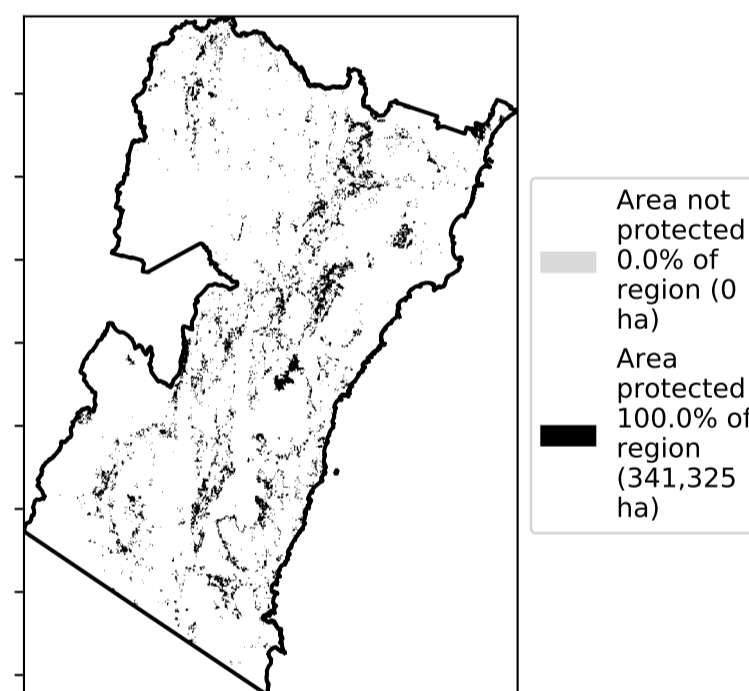 Area not
protected
0.0% of
region (0
ha)
Area
protected
100.0% of
region
(341,325
ha)